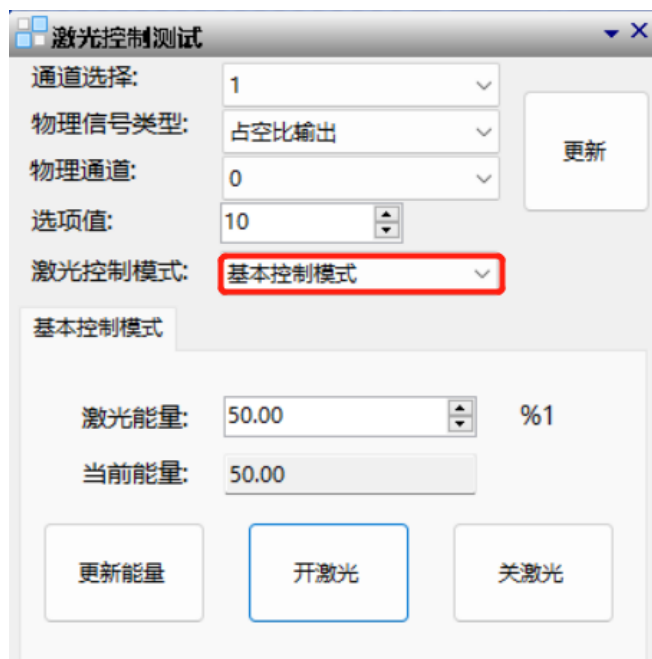 激光控制测试
通道选择: 1
物理信号类型: 占空比输出
更新
物理通道: 0
选项值: 10
激光控制模式: 基本控制模式
基本控制模式
激光能量: 50.00 %1
当前能量: 50.00
更新能量 开激光 关激光